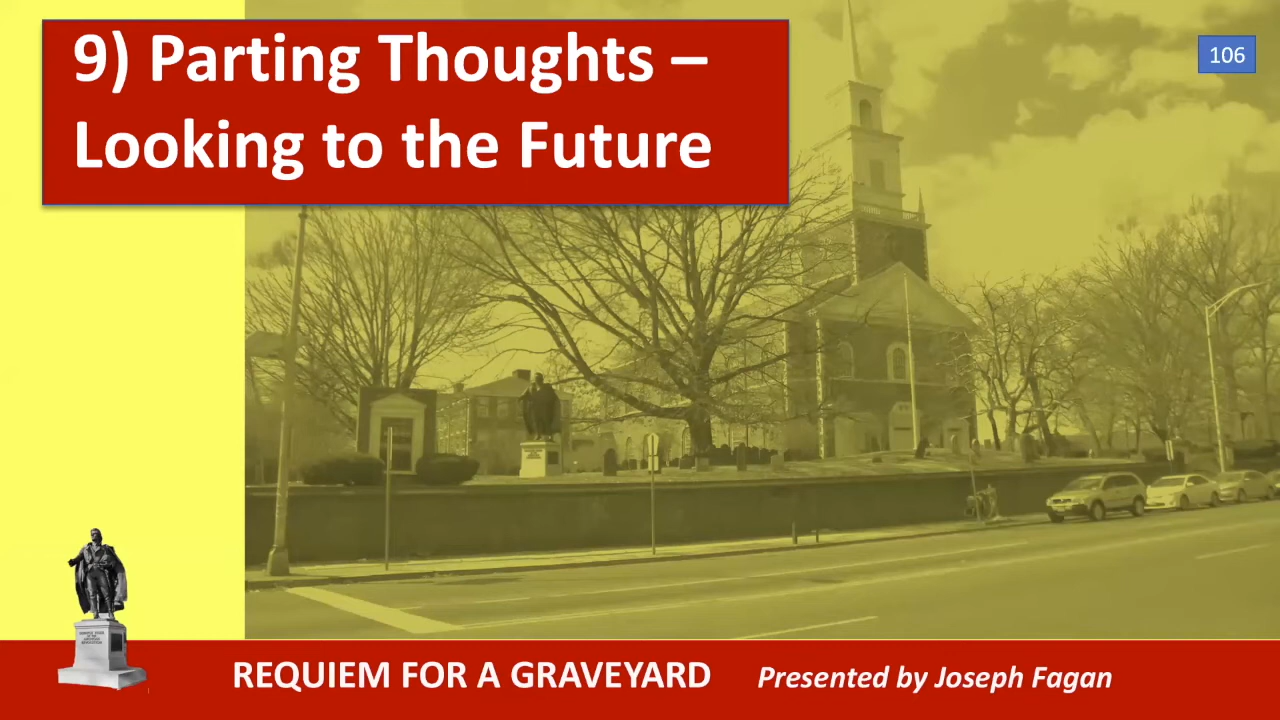 9) Parting Thoughts –
Looking to the Future
106
REQUIEM FOR A GRAVEYARD Presented by Joseph Fagan